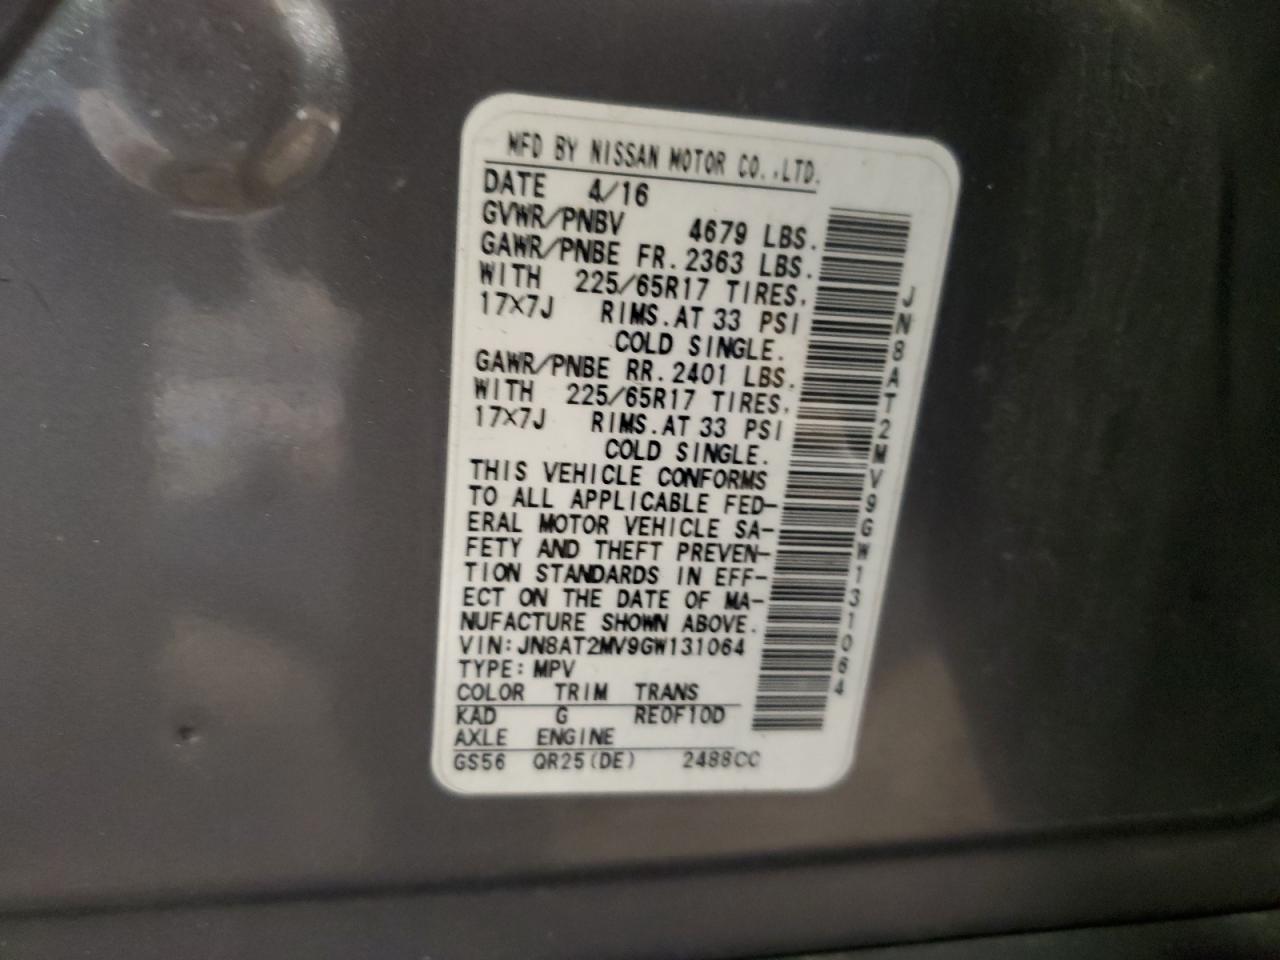 MFD BY NISSAN MOTOR CO.,LTD.
DATE 4/16
GVWR/PNBV 4679 LBS.
GAWR/PNBE FR. 2363 LBS.
WITH 225/65R17 TIRES,
17X7J RIMS.AT 33 PSI
COLD SINGLE.
GAWR/PNBE RR. 2401 LBS.
WITH 225/65R17 TIRES,
17X7J RIMS.AT 33 PSI
COLD SINGLE.
THIS VEHICLE CONFORMS
TO ALL APPLICABLE FED-
ERAL MOTOR VEHICLE SA-
FETY AND THEFT PREVEN-
TION STANDARDS IN EFF-
ECT ON THE DATE OF MA-
NUFACTURE SHOWN ABOVE.
VIN:JN8AT2MV9GW131064
TYPE:MPV
COLOR TRIM TRANS
KAD G RE0F10D
AXLE ENGINE
GS56 QR25(DE) 2488CC
JN8AT2MV9GW131064